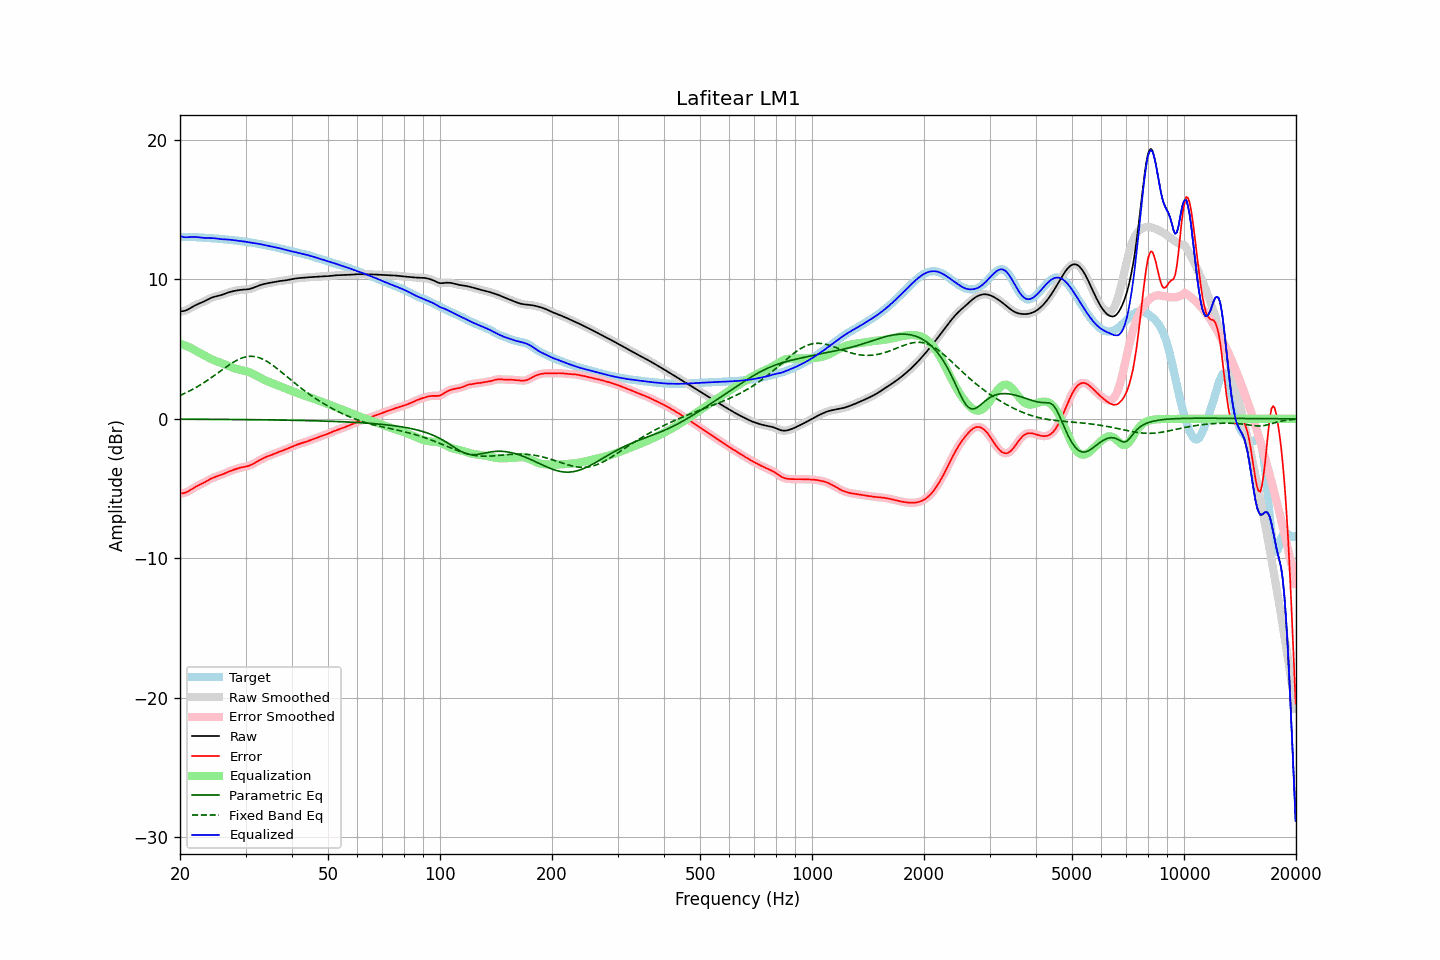 Lafitear LM1
20
10
0
−10
−20
−30
Amplitude (dBr)
Target
Raw Smoothed
Error Smoothed
Raw
Error
Equalization
Parametric Eq
Fixed Band Eq
Equalized
20 50 100 200 500 1000 2000 5000 10000 20000
Frequency (Hz)